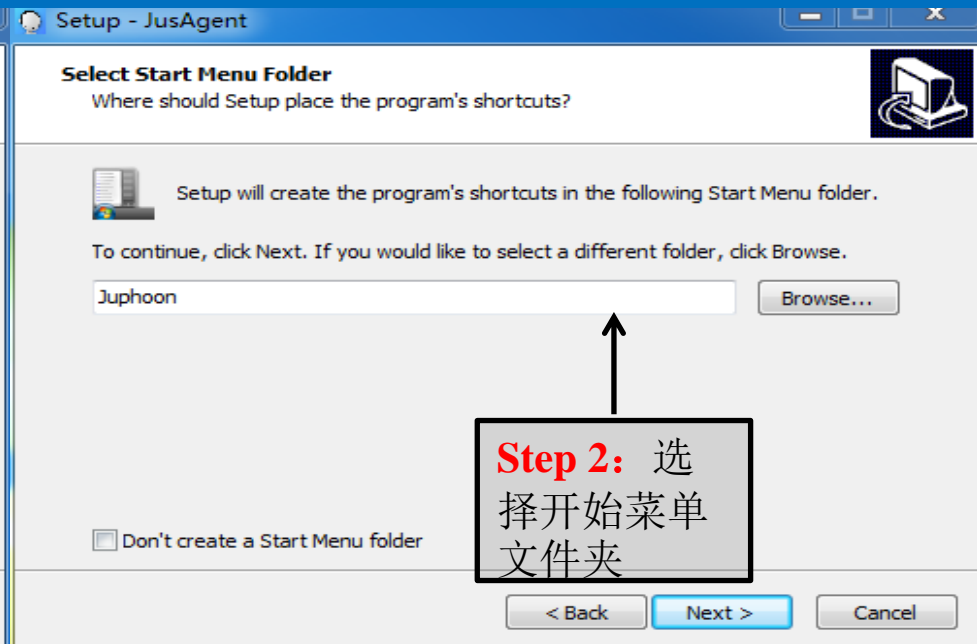 Setup - JusAgent
Select Start Menu Folder
Where should Setup place the program's shortcuts?
Setup will create the program's shortcuts in the following Start Menu folder.
To continue, click Next. If you would like to select a different folder, click Browse.
Juphoon
Browse...
Step 2：选
择开始菜单
文件夹
Don't create a Start Menu folder
< Back
Next >
Cancel